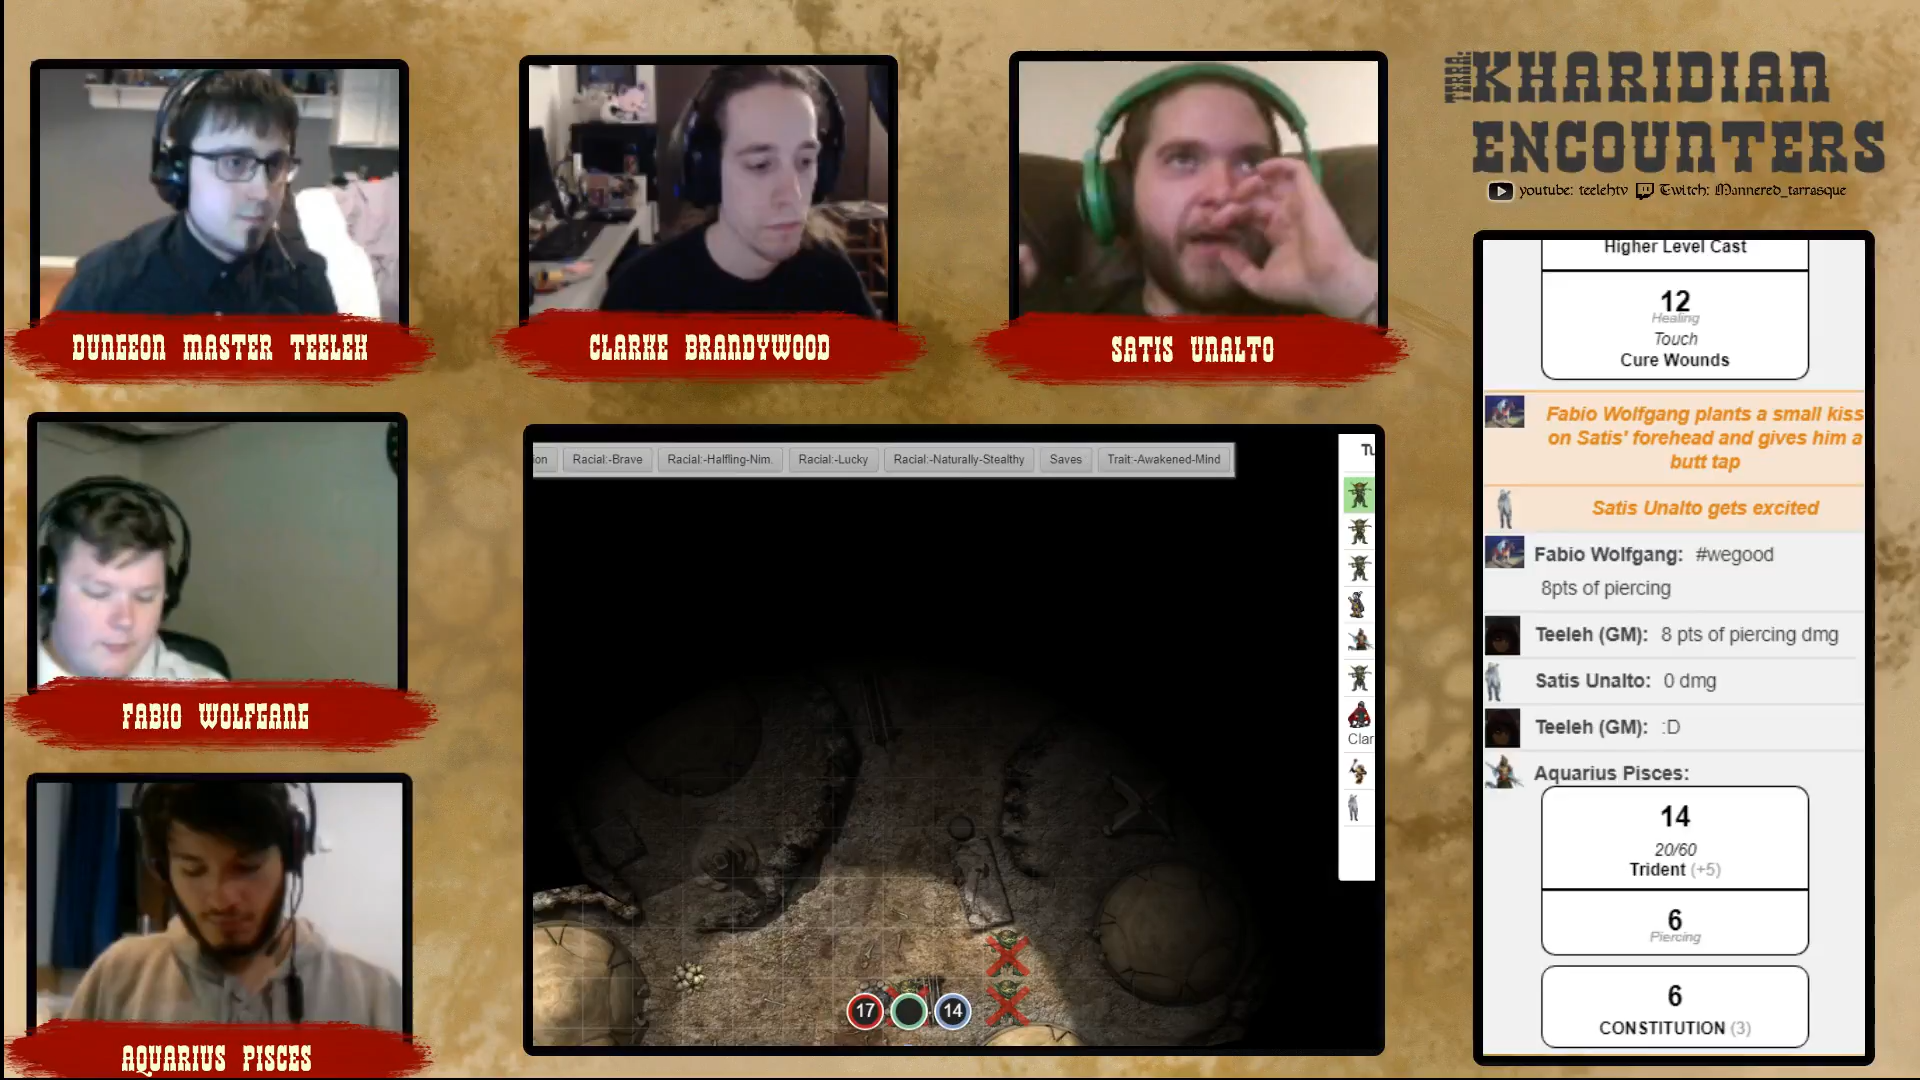 TERRA:
KHARIDIAN
ENCOUNTERS
youtube: teelehtv Twitch: Mannered_tarrasque
DUNGEON MASTER TEELEH
CLARKE BRANDYWOOD
SATIS UNALTO
FABIO WOLFGANG
AQUARIUS PISCES
ion
Racial:-Brave
Racial:-Halfling-Nim.
Racial:-Lucky
Racial:-Naturally-Stealthy
Saves
Trait:-Awakened-Mind
Tu
Clar
17
14
Higher Level Cast
12
Healing
Touch
Cure Wounds
Fabio Wolfgang plants a small kiss
on Satis' forehead and gives him a
butt tap
Satis Unalto gets excited
Fabio Wolfgang: #wegood
8pts of piercing
Teeleh (GM): 8 pts of piercing dmg
Satis Unalto: 0 dmg
Teeleh (GM): :D
Aquarius Pisces:
14
20/60
Trident (+5)
6
Piercing
6
CONSTITUTION (3)